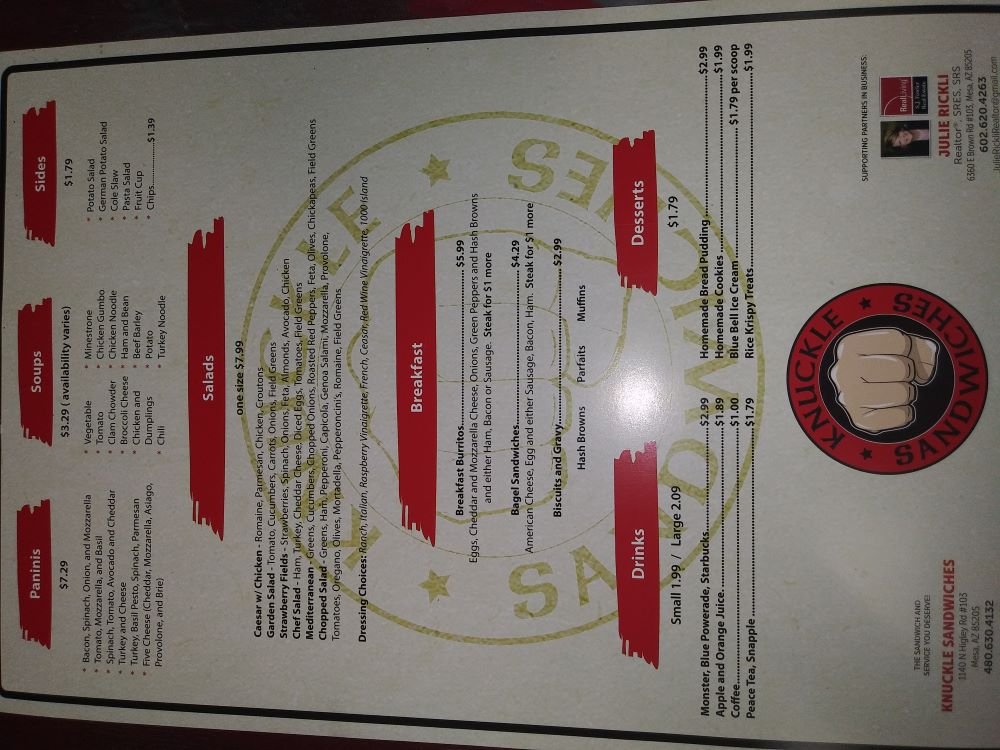 Paninis
$7.29
* Bacon, Spinach, Onion, and Mozzarella
* Tomato, Mozzarella, and Basil
* Spinach, Tomato, Avocado and Cheddar
* Turkey and Cheese
* Turkey, Basil Pesto, Spinach, Parmesan
* Five Cheese (Cheddar, Mozzarella, Asiago,
Provolone, and Brie)
Soups
$3.29 (availability varies)
* Vegetable
* Tomato
* Clam Chowder
* Broccoli Cheese
* Chicken and
Dumplings
* Chili
* Minestrone
* Chicken Gumbo
* Chicken Noodle
* Ham and Bean
* Beef Barley
* Potato
* Turkey Noodle
Sides
$1.79
* Potato Salad
* German Potato Salad
* Cole Slaw
* Pasta Salad
* Fruit Cup
* Chips............$1.39
Salads
one size $7.99
Caesar w/ Chicken - Romaine, Parmesan, Chicken, Croutons
Garden Salad - Tomato, Cucumbers, Carrots, Onions, Field Greens
Strawberry Fields - Strawberries, Spinach, Onions, Feta, Almonds, Avocado, Chicken
Chef Salad - Ham, Turkey, Cheddar Cheese, Diced Eggs, Tomatoes, Field Greens
Mediterranean - Greens, Cucumbers, Chopped Onions, Roasted Red Peppers, Feta, Olives, Chickapeas, Field Greens
Chopped Salad - Greens, Ham, Pepperoni, Capicola, Genoa Salami, Mozzarella, Provolone,
Tomatoes, Oregano, Olives, Mortadella, Pepperoncini's, Romaine, Field Greens
Dressing Choices: Ranch, Italian, Raspberry Vinaigrette, French, Ceasar, Red Wine Vinaigrette, 1000 Island
Breakfast
Breakfast Burritos............$5.99
Eggs, Cheddar and Mozzarella Cheese, Onions, Green Peppers and Hash Browns
and either Ham, Bacon or Sausage. Steak for $1 more
Bagel Sandwiches............$4.29
American Cheese, Egg and either Sausage, Bacon, Ham. Steak for $1 more
Biscuits and Gravy............$2.99
Hash Browns Parfaits Muffins
Drinks
Small 1.99 / Large 2.09
Monster, Blue Powerade, Starbucks............$2.99
Apple and Orange Juice............$1.89
Coffee............$1.00
Peace Tea, Snapple............$1.79
Desserts
$1.79
Homemade Bread Pudding............$2.99
Homemade Cookies............$1.99
Blue Bell Ice Cream............$1.79 per scoop
Rice Krispy Treats............$1.99
THE SANDWICH AND
SERVICE YOU DESERVE!
KNUCKLE SANDWICHES
1140 N Higley Rd #103
Mesa, AZ 85205
480.630.4132
KNUCKLE
SANDWICHES
SUPPORTING PARTNERS IN BUSINESS:
RealLiving
JULIE RICKLI
Realtor®, SRES, SRS
6360 E Brown Rd #103, Mesa, AZ 85205
602.620.4263